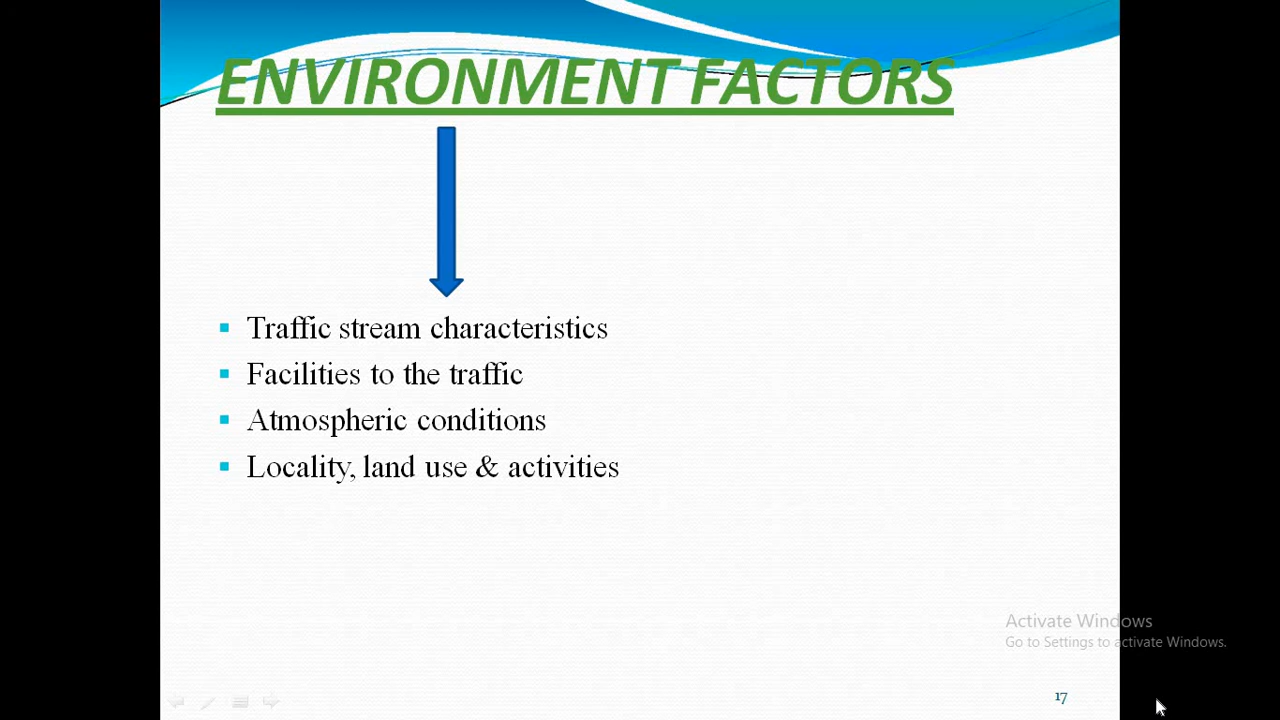 ENVIRONMENT FACTORS
Traffic stream characteristics
Facilities to the traffic
Atmospheric conditions
Locality, land use & activities
Activate Windows
Go to Settings to activate Windows.
17